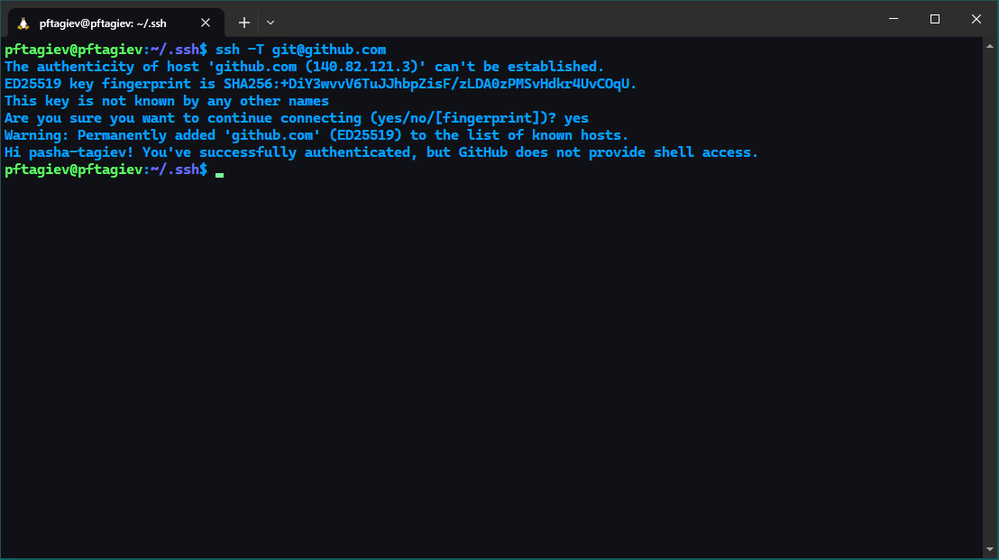 pftagiev@pftagiev: ~/.ssh
pftagiev@pftagiev:~/.ssh$ ssh -T git@github.com
The authenticity of host 'github.com (140.82.121.3)' can't be established.
ED25519 key fingerprint is SHA256:+DiY3wvvV6TuJJhbpZisF/zLDA0zPMSvHdkr4UvCOqU.
This key is not known by any other names
Are you sure you want to continue connecting (yes/no/[fingerprint])? yes
Warning: Permanently added 'github.com' (ED25519) to the list of known hosts.
Hi pasha-tagiev! You've successfully authenticated, but GitHub does not provide shell access.
pftagiev@pftagiev:~/.ssh$